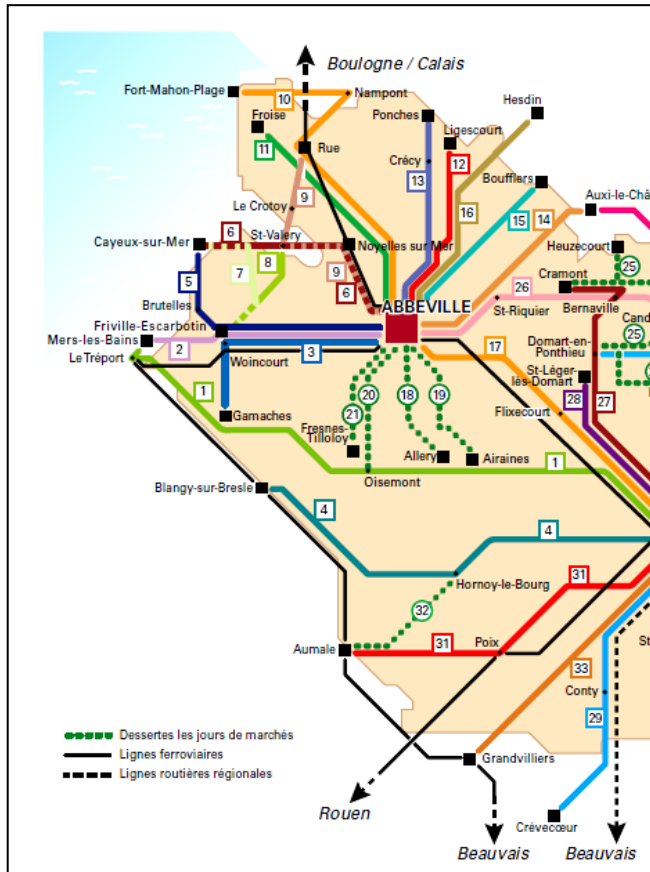 Boulogne / Calais
Fort-Mahon-Plage
10
Nampont
Hesdin
Froise
Ponches
Ligescourt
11
Rue
12
Crécy
13
Boufflers
16
Auxi-le-Châ
9
Le Crotoy
15
14
6
St-Valery
Cayeux-sur-Mer
Noyelles sur Mer
Heuzecourt
7
8
9
25
5
6
26
Cramont
ABBEVILLE
St-Riquier
Bernaville
Brutelles
Cand
Friville-Escarbotin
25
Mers-les-Bains
2
3
17
Domart-en-
Ponthieu
Le Tréport
Woincourt
St-Léger-
lès-Domart
1
20
18
19
28
27
21
Gamaches
Flixecourt
Fresnes-
Tilloloy
Allery
Airaines
1
Oisemont
Blangy-sur-Bresle
4
4
31
Hornoy-le-Bourg
32
31
Poix
Aumale
St
33
Conty
29
Dessertes les jours de marchés
Lignes ferroviaires
Lignes routières régionales
Grandvilliers
Rouen
Crévecœur
Beauvais
Beauvais